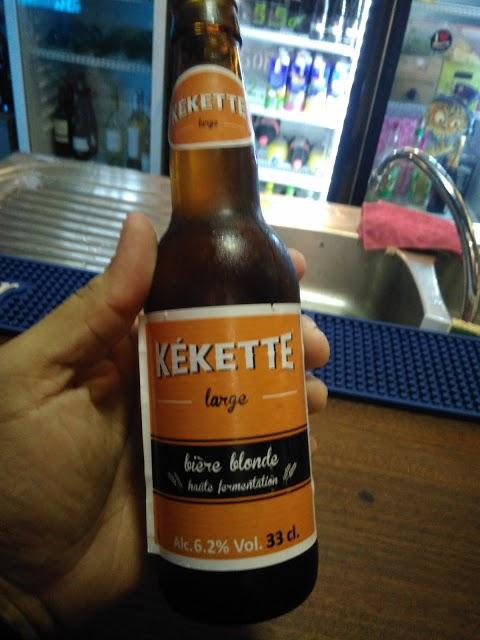 KÉKETTE
large
KÉKETTE
large
bière blonde
haute fermentation
Alc. 6.2% Vol. 33 cl.